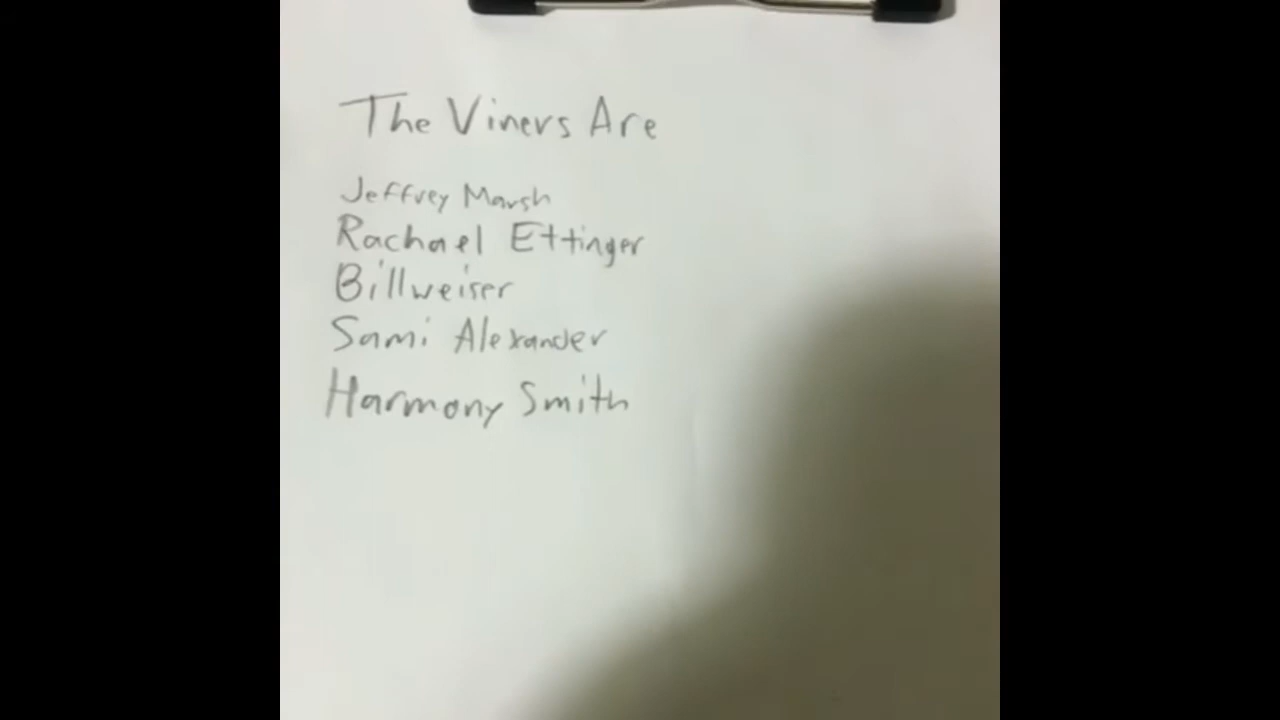 The Viners Are
Jeffrey Marsh
Rachael Ettinger
Billweiser
Sami Alexander
Harmony Smith